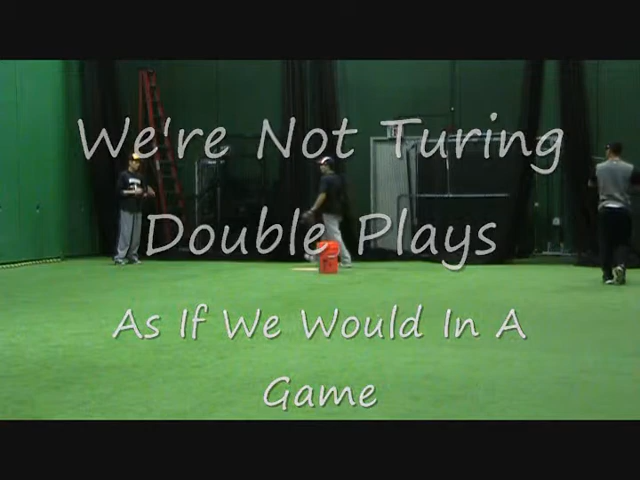 We're Not Turing
Double Plays
As If We Would In A
Game